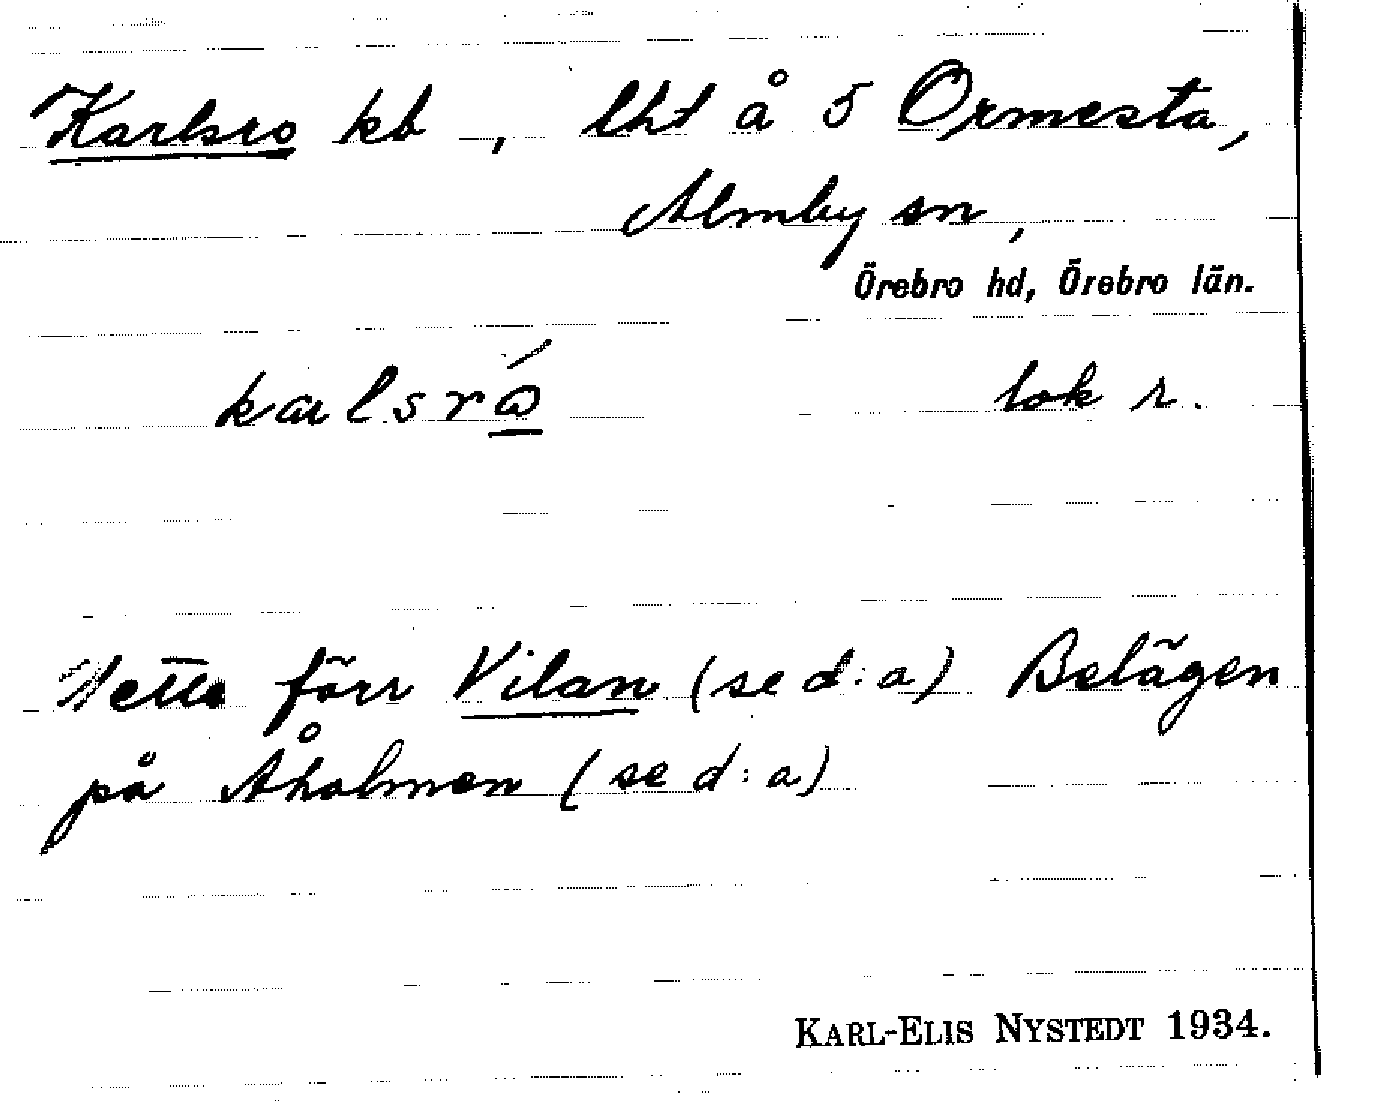 Karlsro kb, lht å 5 Ormesta,
Almby sn,
Örebro hd, Örebro län.
karlsró lok r.
Hette förr Vilan (se d:a) Belägen
på Åholmen (se d:a)
KARL-ELIS NYSTEDT 1934.